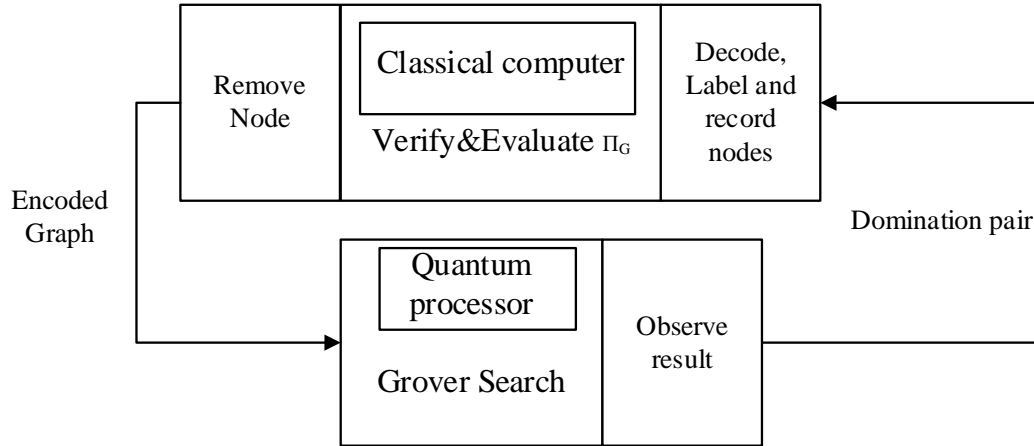 Remove
Node
Classical computer
Verify&Evaluate Π_G
Decode,
Label and
record
nodes
Encoded
Graph
Domination pair
Quantum
processor
Grover Search
Observe
result